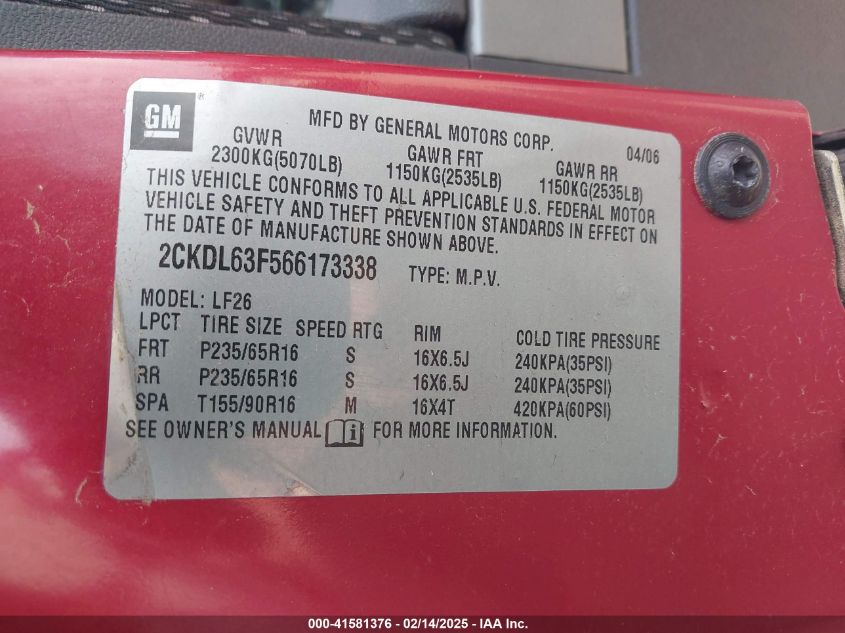 GM®
MFD BY GENERAL MOTORS CORP. 04/06
GVWR GAWR FRT GAWR RR
2300KG(5070LB) 1150KG(2535LB) 1150KG(2535LB)
THIS VEHICLE CONFORMS TO ALL APPLICABLE U.S. FEDERAL MOTOR
VEHICLE SAFETY AND THEFT PREVENTION STANDARDS IN EFFECT ON
THE DATE OF MANUFACTURE SHOWN ABOVE.
2CKDL63F566173338 TYPE: M.P.V.
MODEL: LF26
LPCT TIRE SIZE SPEED RTG RIM COLD TIRE PRESSURE
FRT P235/65R16 S 16X6.5J 240KPA(35PSI)
RR P235/65R16 S 16X6.5J 240KPA(35PSI)
SPA T155/90R16 M 16X4T 420KPA(60PSI)
SEE OWNER'S MANUAL i FOR MORE INFORMATION.
000-41581376 - 02/14/2025 - IAA Inc.